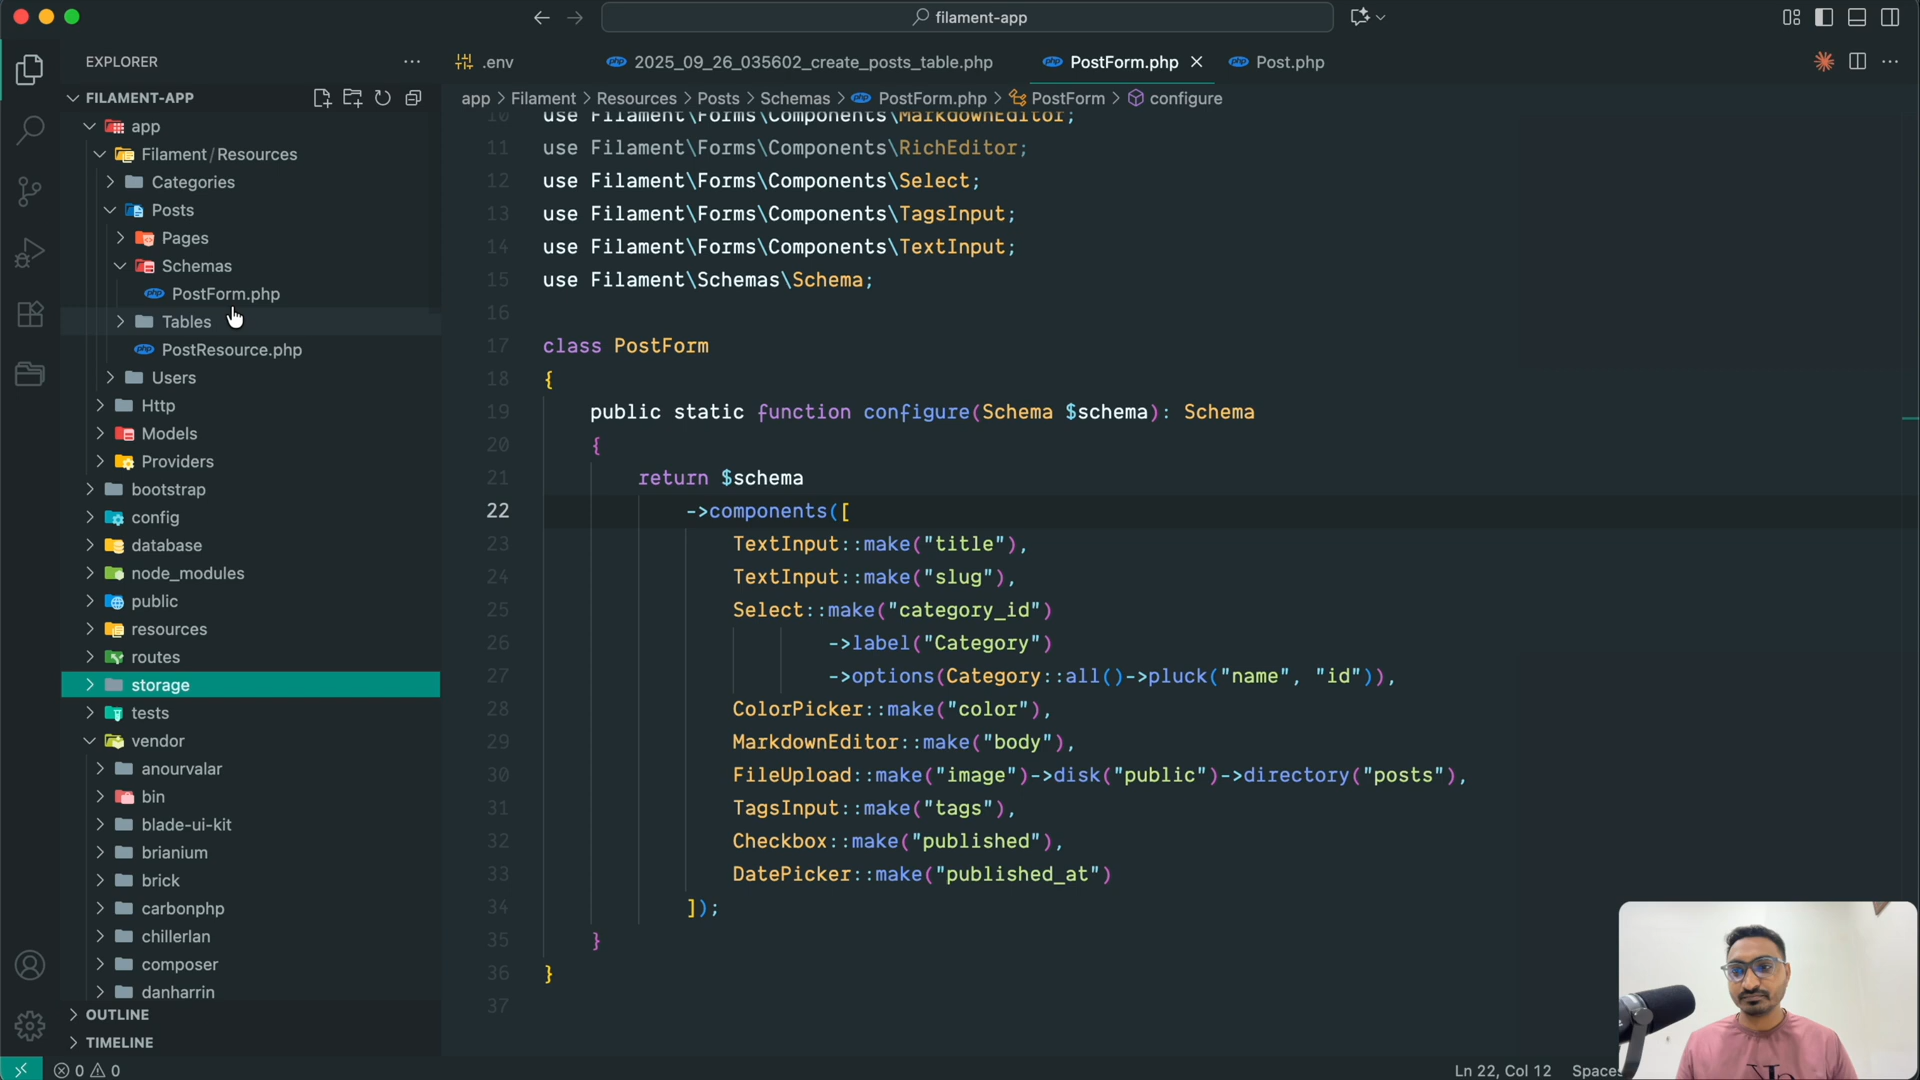 filament-app
EXPLORER
FILAMENT-APP
app
Filament/Resources
Categories
Posts
Pages
Schemas
PostForm.php
Tables
PostResource.php
Users
Http
Models
Providers
bootstrap
config
database
node_modules
public
resources
routes
storage
tests
vendor
anourvalar
bin
blade-ui-kit
brianium
brick
carbonphp
chillerlan
composer
danharrin
OUTLINE
TIMELINE
.env
2025_09_26_035602_create_posts_table.php
PostForm.php
Post.php
app > Filament > Resources > Posts > Schemas > PostForm.php > PostForm > configure
10 use Filament\Forms\Components\MarkdownEditor;
11 use Filament\Forms\Components\RichEditor;
12 use Filament\Forms\Components\Select;
13 use Filament\Forms\Components\TagsInput;
14 use Filament\Forms\Components\TextInput;
15 use Filament\Schemas\Schema;
16
17 class PostForm
18 {
19 public static function configure(Schema $schema): Schema
20 {
21 return $schema
22 ->components([
23 TextInput::make("title"),
24 TextInput::make("slug"),
25 Select::make("category_id")
26 ->label("Category")
27 ->options(Category::all()->pluck("name", "id")),
28 ColorPicker::make("color"),
29 MarkdownEditor::make("body"),
30 FileUpload::make("image")->disk("public")->directory("posts"),
31 TagsInput::make("tags"),
32 Checkbox::make("published"),
33 DatePicker::make("published_at")
34 ]);
35 }
36 }
37
0 0
Ln 22, Col 12